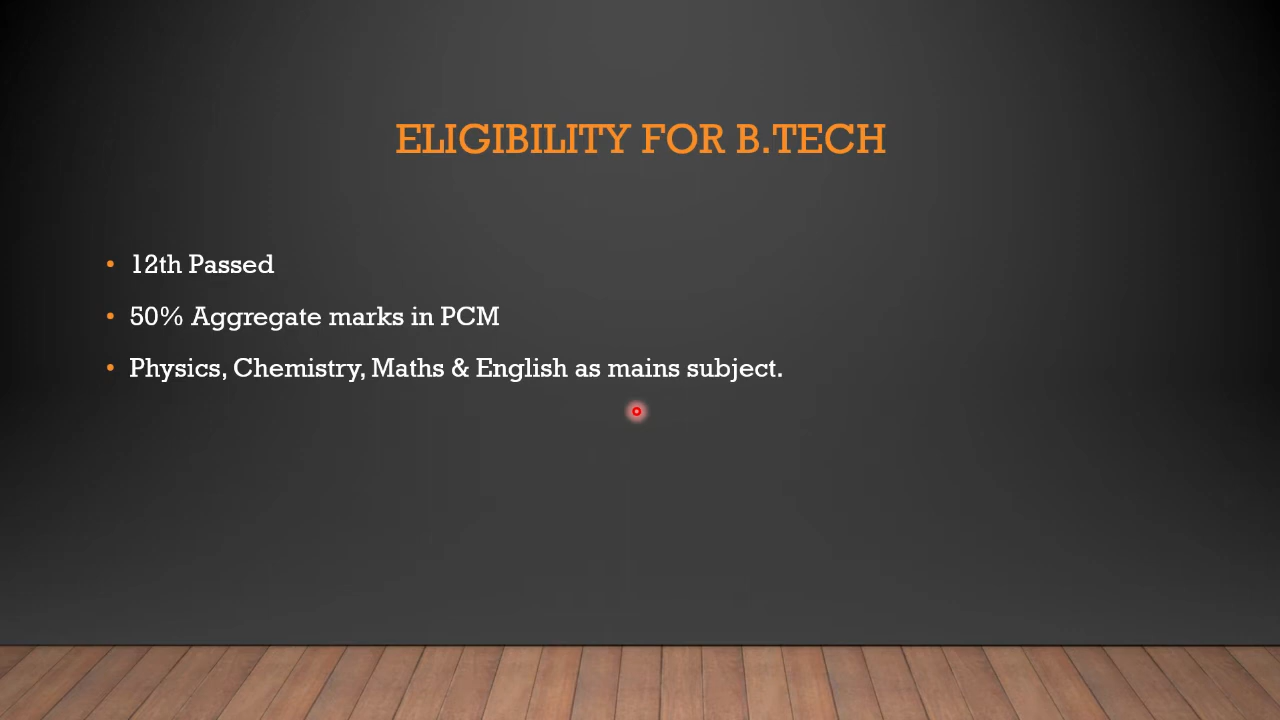 ELIGIBILITY FOR B.TECH
• 12th Passed
• 50% Aggregate marks in PCM
• Physics, Chemistry, Maths & English as mains subject.